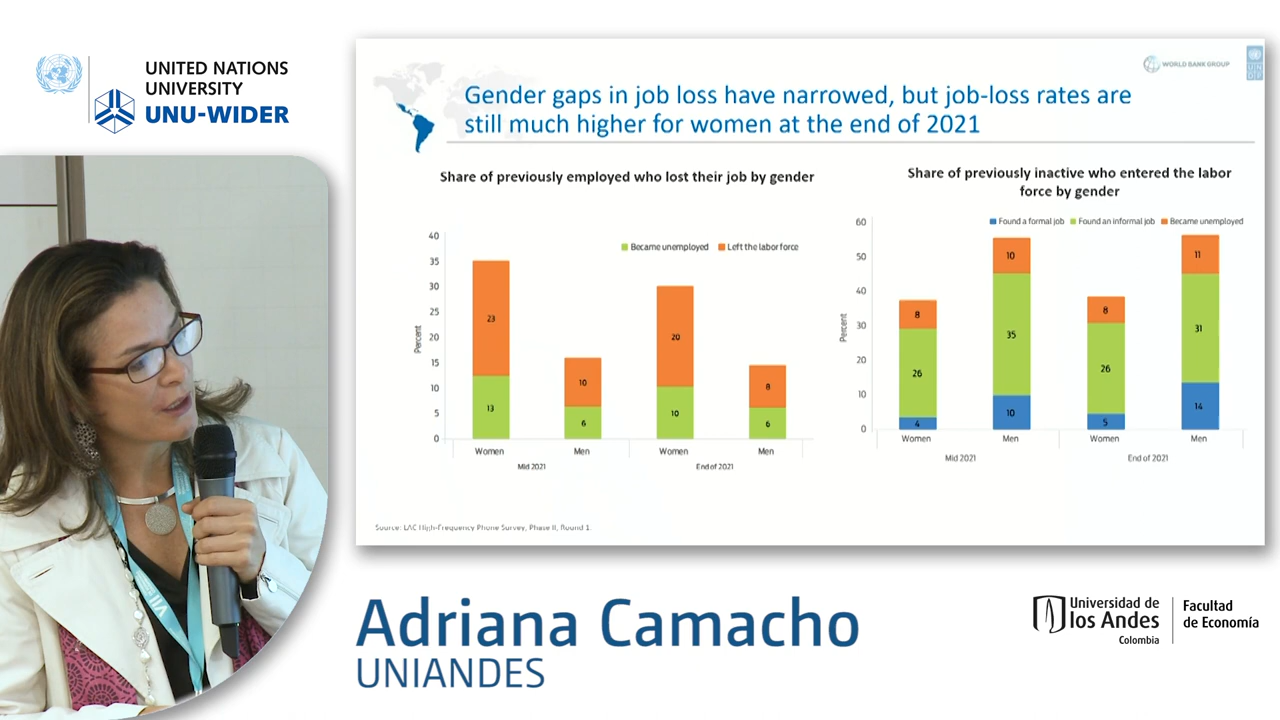 UNITED NATIONS
UNIVERSITY
UNU-WIDER
WORLD BANK GROUP
U N
D P
Gender gaps in job loss have narrowed, but job-loss rates are
still much higher for women at the end of 2021
Share of previously employed who lost their job by gender
Became unemployed Left the labor force
Percent
40
35
30
25
20
15
10
5
0
23
13
10
6
20
10
8
6
Women Men Women Men
Mid 2021 End of 2021
Share of previously inactive who entered the labor
force by gender
Found a formal job Found an informal job Became unemployed
Percent
60
50
40
30
20
10
0
8
26
4
10
35
10
8
26
5
11
31
14
Women Men Women Men
Mid 2021 End of 2021
Source: LAC High-Frequency Phone Survey, Phase II, Round 1.
Adriana Camacho
UNIANDES
Universidad de
los Andes
Colombia
Facultad
de Economía